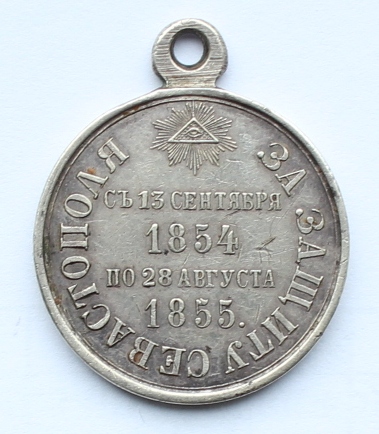 ЗА ЗАЩИТУ СЕВАСТОПОЛЯ
СЪ 13 СЕНТЯБРЯ
1854
ПО 28 АВГУСТА
1855.